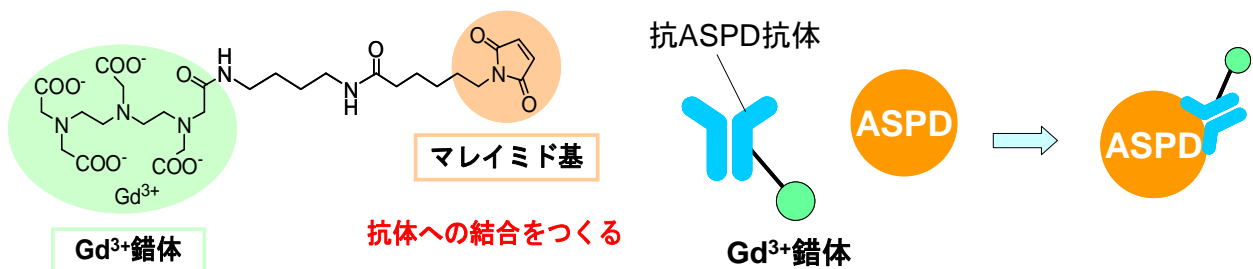 COO⁻
COO⁻
N
N
N
COO⁻
COO⁻
Gd³⁺
O
H
N
N
H
O
O
N
O
マレイミド基
Gd³⁺錯体
抗体への結合をつくる
抗ASPD抗体
ASPD
ASPD
Gd³⁺錯体